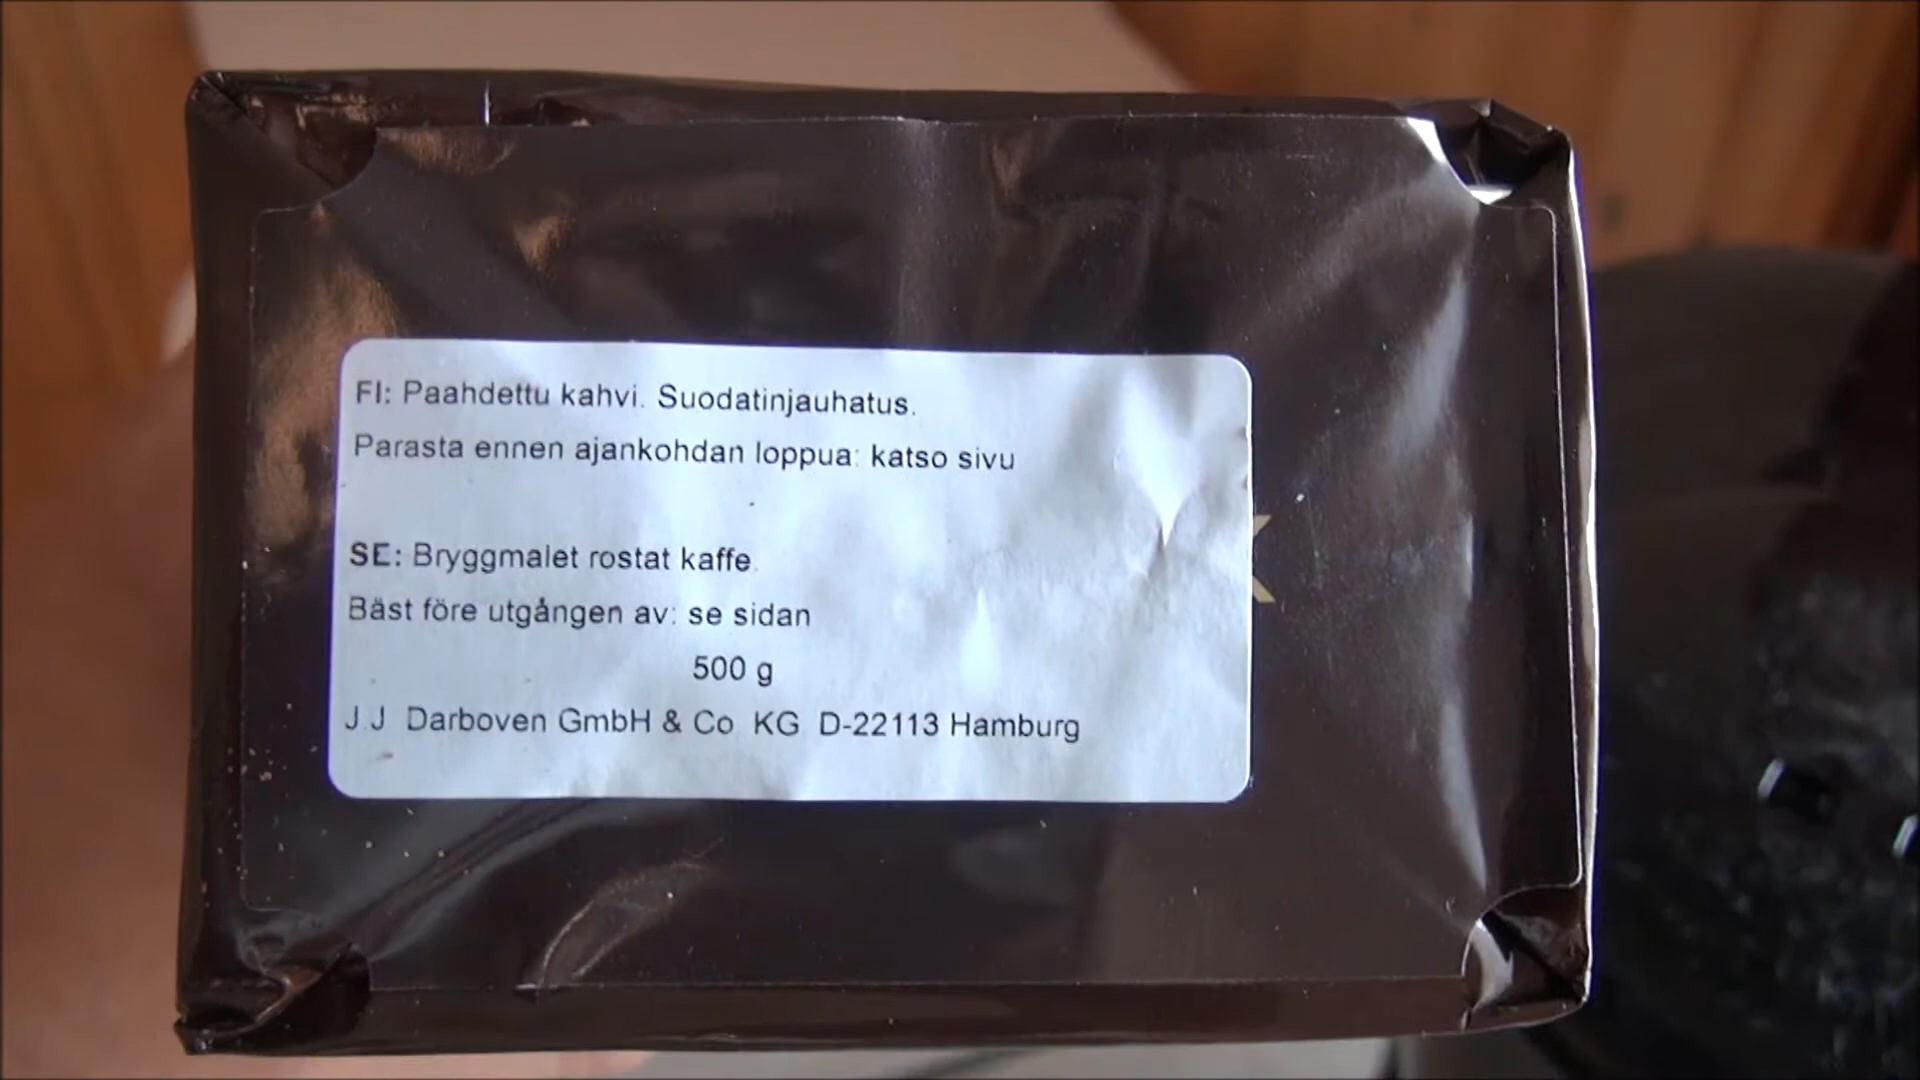 FI: Paahdettu kahvi. Suodatinjauhatus.
Parasta ennen ajankohdan loppua: katso sivu
SE: Bryggmalet rostat kaffe.
Bäst före utgången av: se sidan
500 g
J.J. Darboven GmbH & Co. KG D-22113 Hamburg